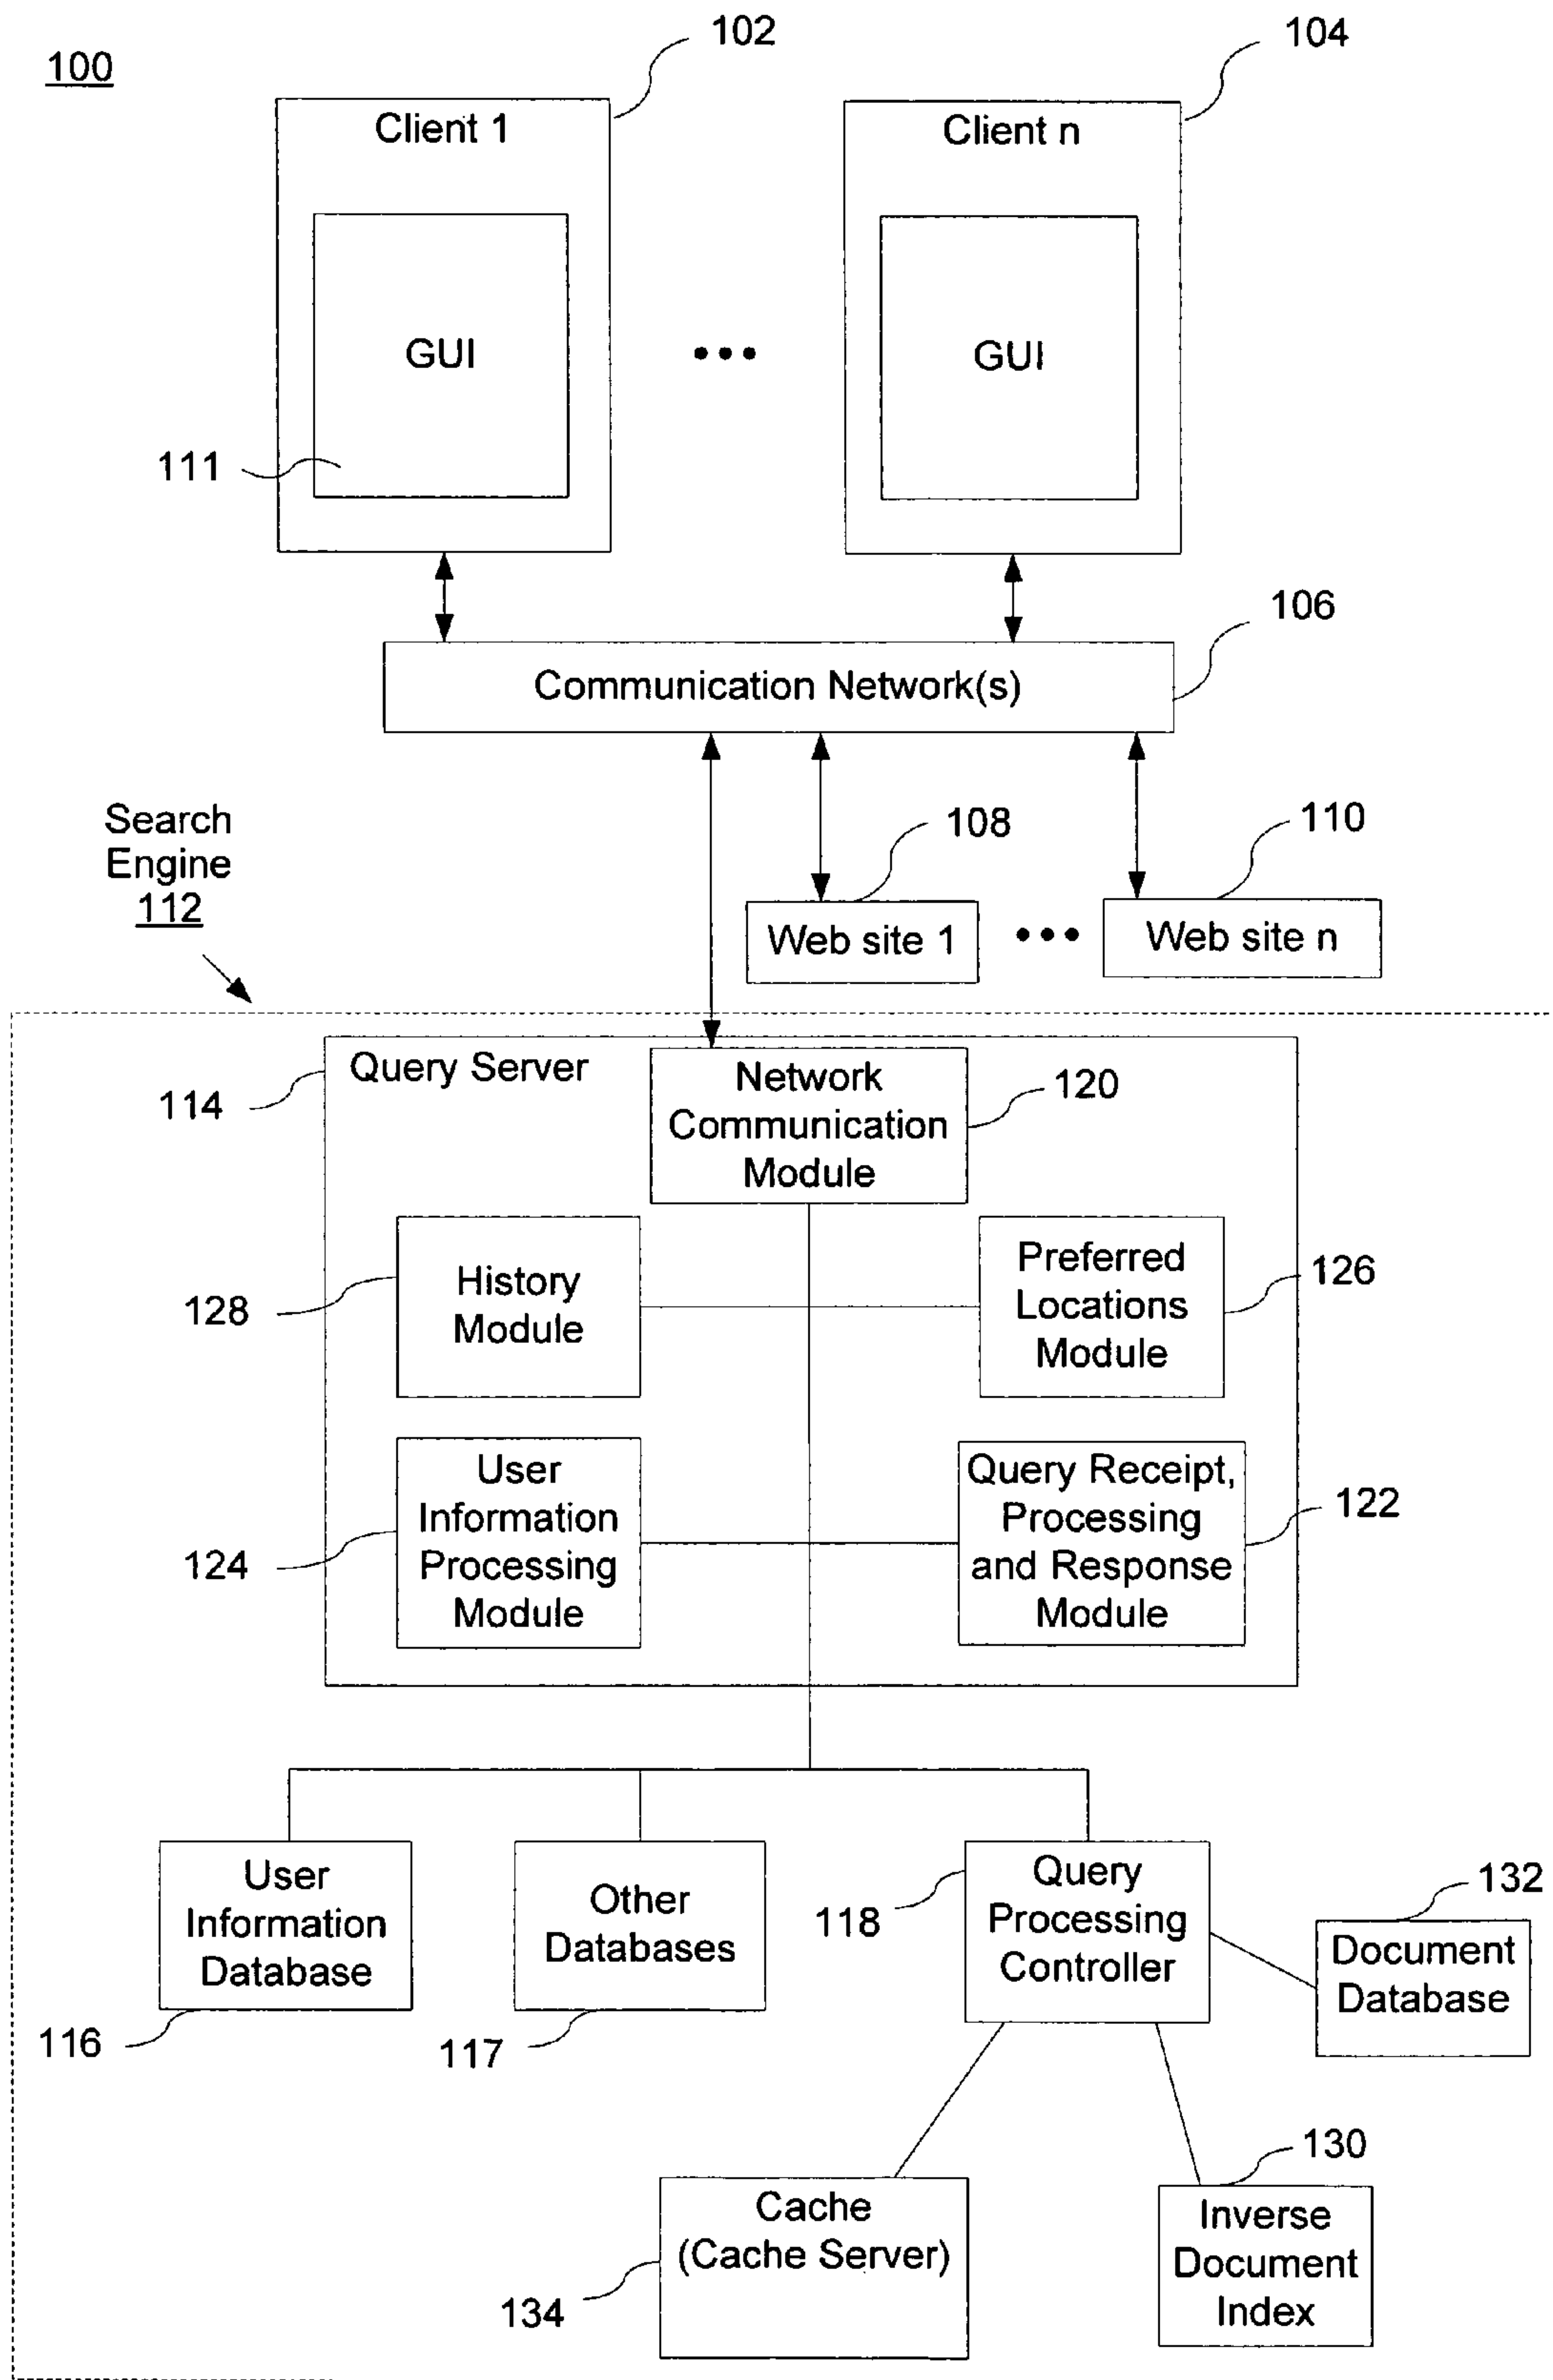 100
102
104
Client 1
Client n
GUI
GUI
111
106
Communication Network(s)
Search
Engine
112
108
110
Web site 1
Web site n
Query Server
114
Network
Communication
Module
120
History
Module
128
Preferred
Locations
Module
126
User
Information
Processing
Module
124
Query Receipt,
Processing
and Response
Module
122
User
Information
Database
116
Other
Databases
117
Query
Processing
Controller
118
132
Document
Database
Cache
(Cache Server)
134
130
Inverse
Document
Index